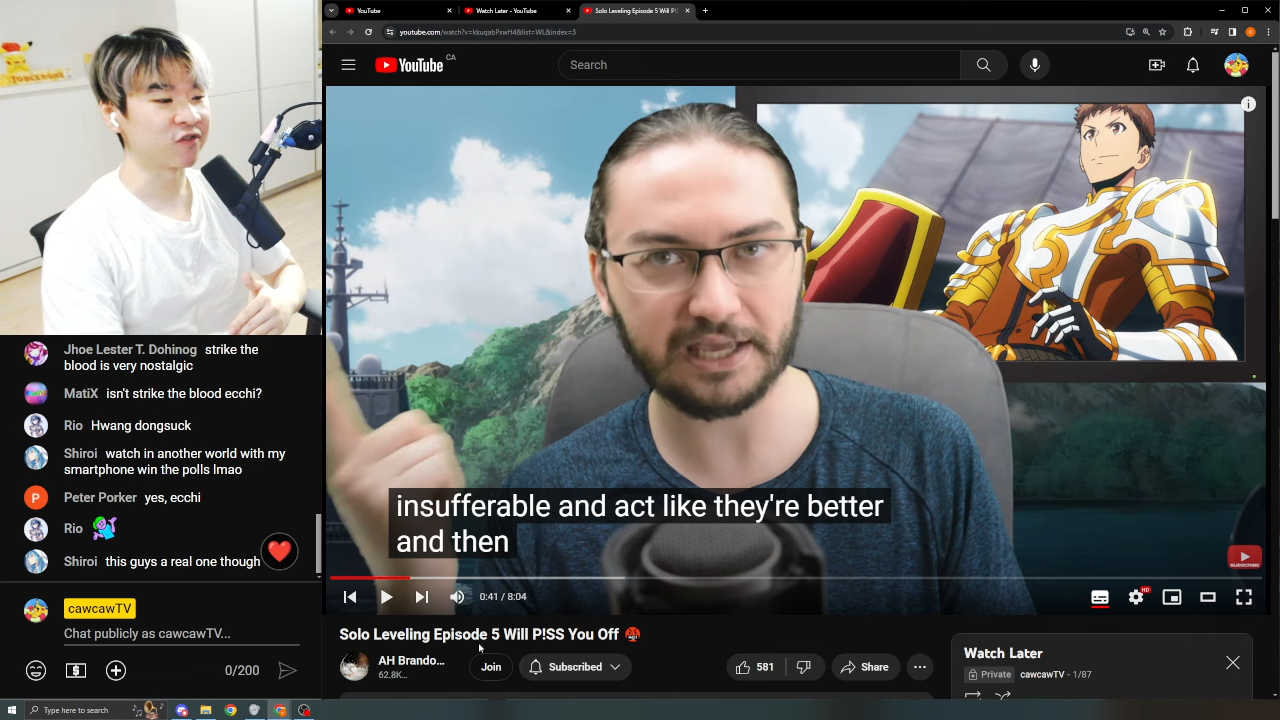 YouTube
Watch Later - YouTube
Solo Leveling Episode 5 Will P!S
youtube.com/watch?v=kkuqabPxwH4&list=WL&index=3
YouTube CA
Search
insufferable and act like they're better
and then
SUBSCRIBE
0:41 / 8:04
HD
Solo Leveling Episode 5 Will P!SS You Off
AH Brando...
62.8K...
Join
Subscribed
581
Share
Watch Later
Private
cawcawTV - 1/87
Jhoe Lester T. Dohinog strike the
blood is very nostalgic
MatiX isn't strike the blood ecchi?
Rio Hwang dongsuck
Shiroi watch in another world with my
smartphone win the polls lmao
P
Peter Porker yes, ecchi
Rio
Shiroi this guys a real one though
cawcawTV
Chat publicly as cawcawTV...
0/200
Type here to search